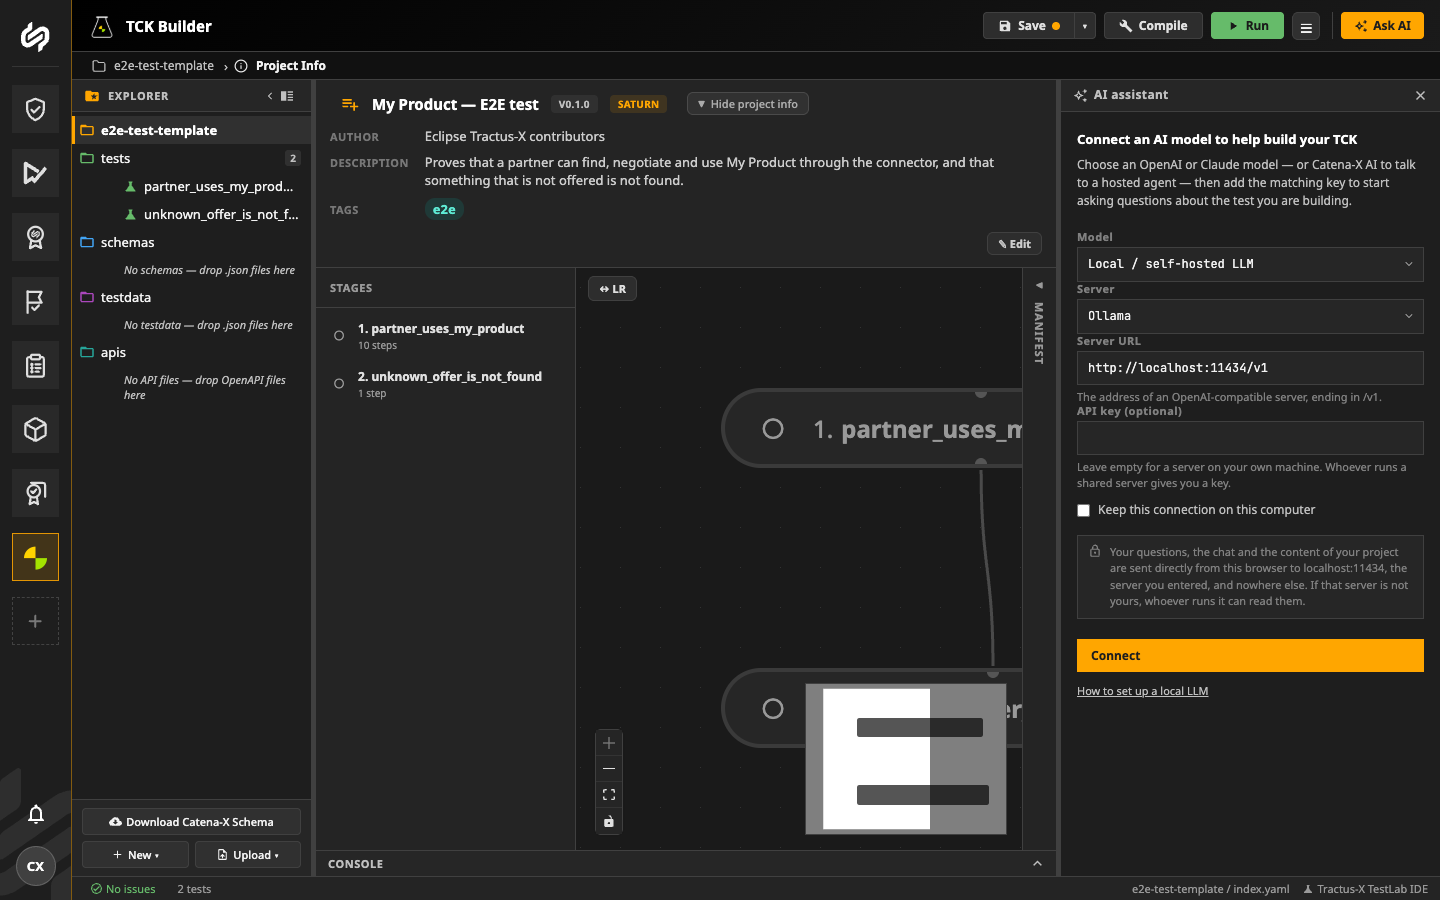 TCK Builder
Save
Compile
Run
Ask AI
e2e-test-template › Project Info
EXPLORER
e2e-test-template
tests 2
partner_uses_my_prod...
unknown_offer_is_not_f...
schemas
No schemas — drop .json files here
testdata
No testdata — drop .json files here
apis
No API files — drop OpenAPI files
here
Download Catena-X Schema
New
Upload
CX
My Product — E2E test V0.1.0 SATURN ▼ Hide project info
AUTHOR Eclipse Tractus-X contributors
DESCRIPTION Proves that a partner can find, negotiate and use My Product through the connector, and that
something that is not offered is not found.
TAGS e2e
✎ Edit
STAGES
1. partner_uses_my_product
10 steps
2. unknown_offer_is_not_found
1 step
⇔ LR
1. partner_uses_m
er_
MANIFEST
CONSOLE
AI assistant
Connect an AI model to help build your TCK
Choose an OpenAI or Claude model — or Catena-X AI to talk
to a hosted agent — then add the matching key to start
asking questions about the test you are building.
Model
Local / self-hosted LLM
Server
Ollama
Server URL
http://localhost:11434/v1
The address of an OpenAI-compatible server, ending in /v1.
API key (optional)
Leave empty for a server on your own machine. Whoever runs a
shared server gives you a key.
Keep this connection on this computer
Your questions, the chat and the content of your project
are sent directly from this browser to localhost:11434, the
server you entered, and nowhere else. If that server is not
yours, whoever runs it can read them.
Connect
How to set up a local LLM
No issues 2 tests
e2e-test-template / index.yaml Tractus-X TestLab IDE